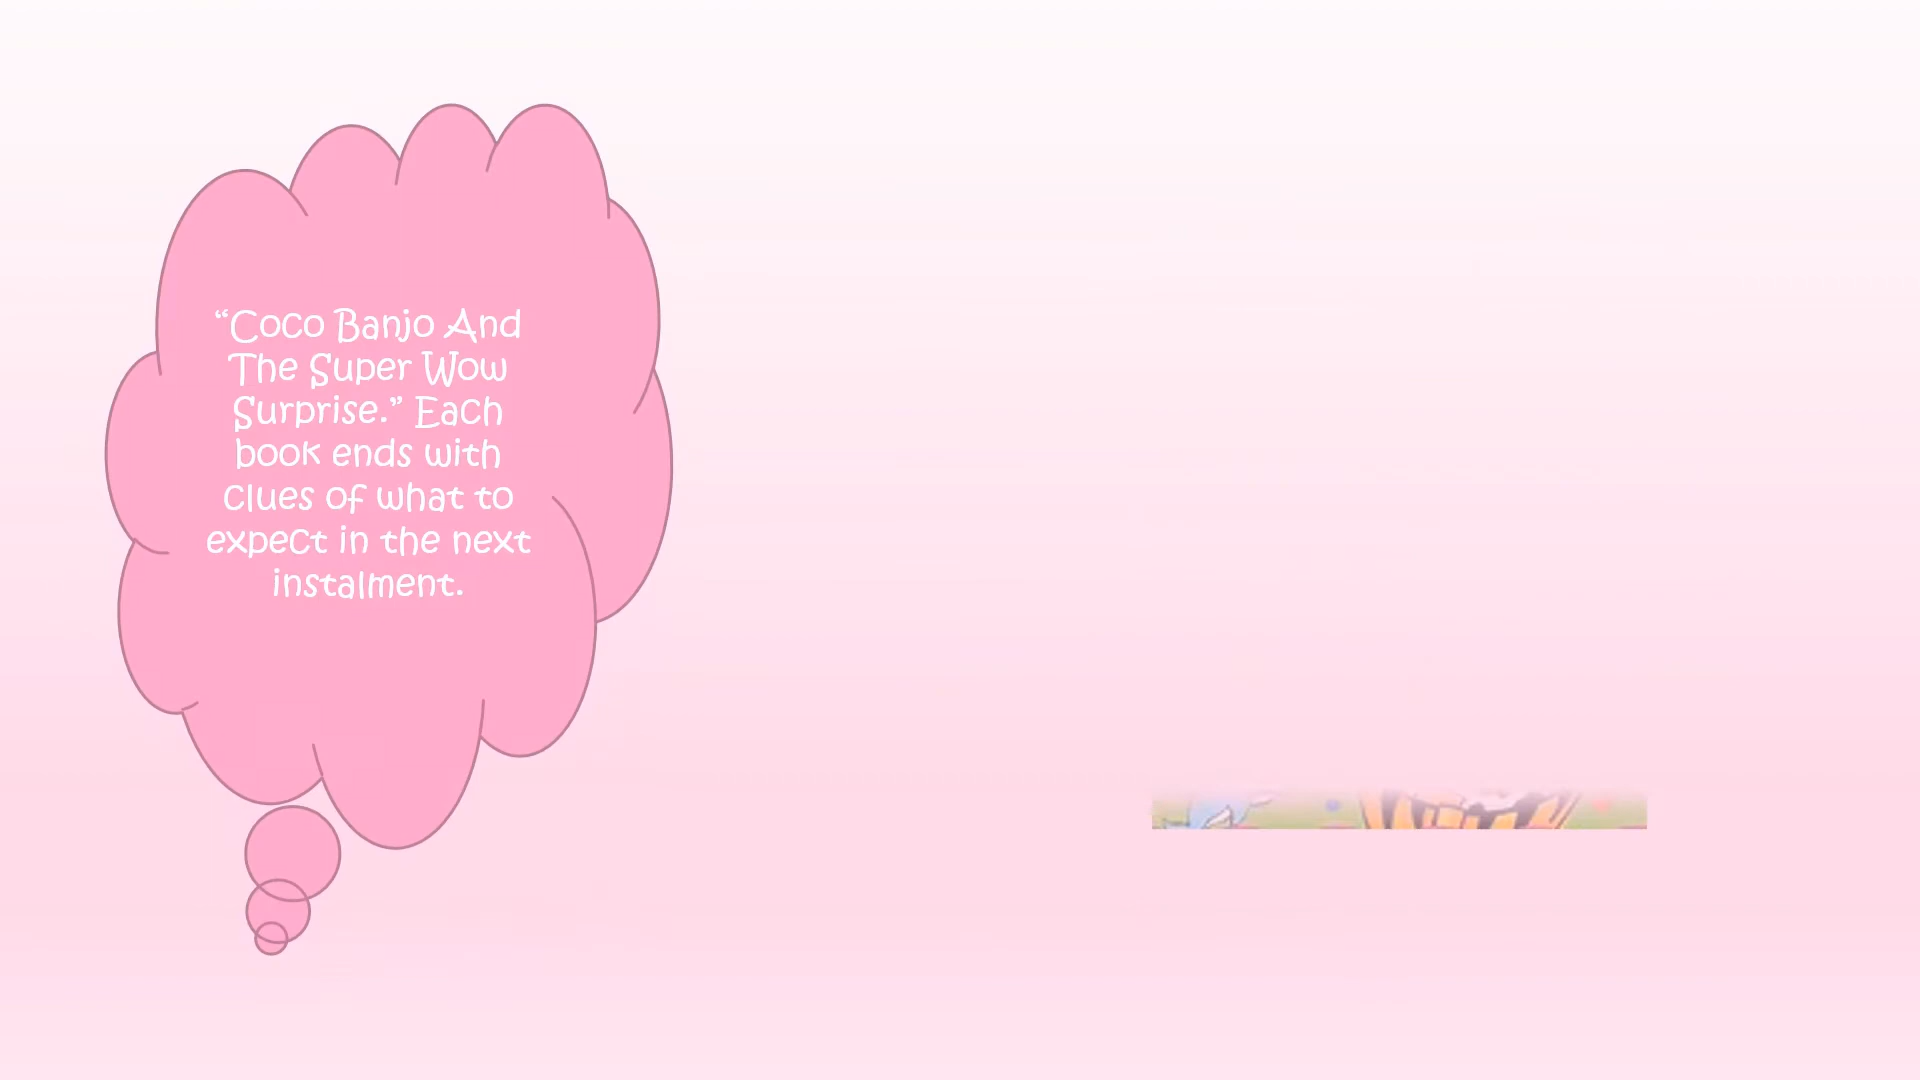 “Coco Banjo And
The Super Wow
Surprise.” Each
book ends with
clues of what to
expect in the next
instalment.